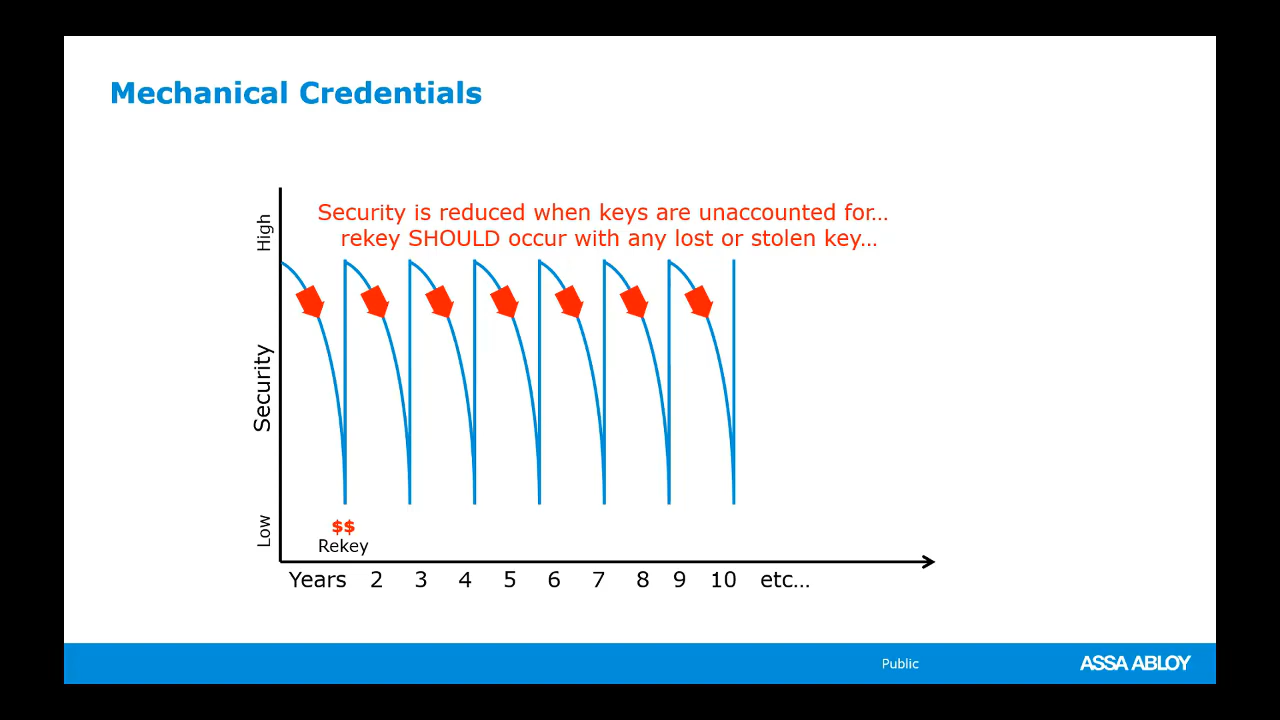 Mechanical Credentials
Security is reduced when keys are unaccounted for...
rekey SHOULD occur with any lost or stolen key...
High
Security
Low
$$
Rekey
Years 2 3 4 5 6 7 8 9 10 etc...
Public
ASSA ABLOY